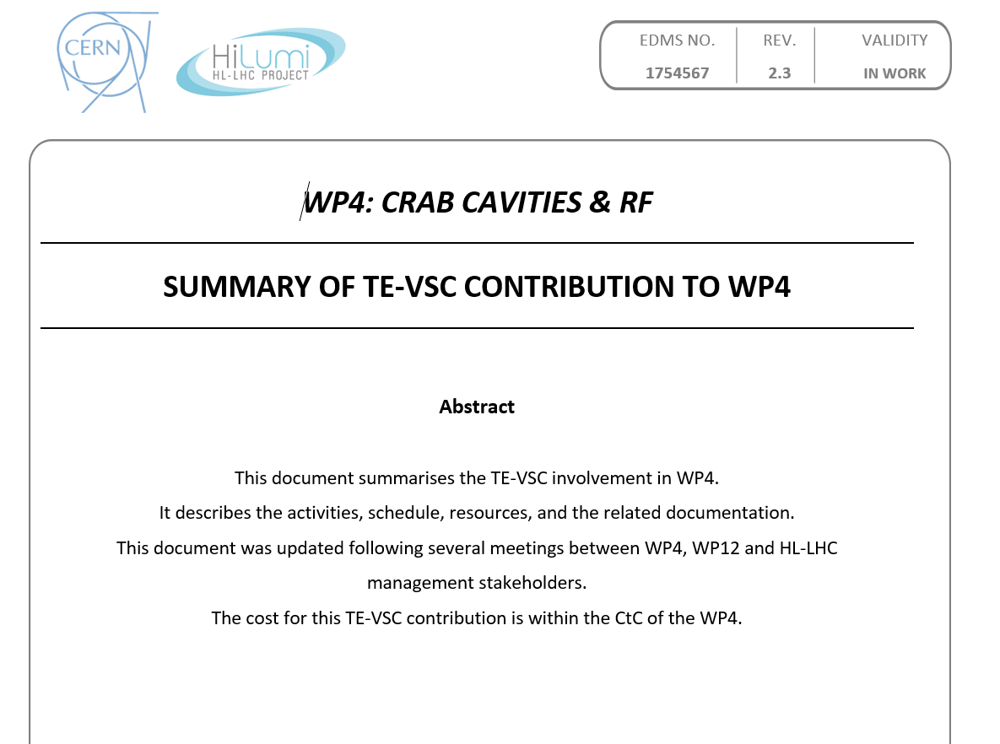 CERN
HiLumi
HL-LHC PROJECT
EDMS NO. REV. VALIDITY
1754567 2.3 IN WORK
WP4: CRAB CAVITIES & RF
SUMMARY OF TE-VSC CONTRIBUTION TO WP4
Abstract
This document summarises the TE-VSC involvement in WP4.
It describes the activities, schedule, resources, and the related documentation.
This document was updated following several meetings between WP4, WP12 and HL-LHC
management stakeholders.
The cost for this TE-VSC contribution is within the CtC of the WP4.